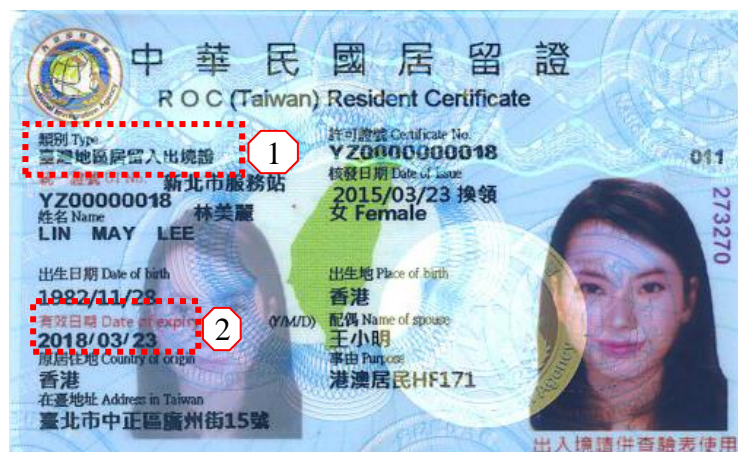 中華民國居留證
ROC (Taiwan) Resident Certificate
類別 Type
臺灣地區居留入出境證
1
許可證號 Certificate No.
YZ0000000018
011
統一證號 UI No. 新北市服務站
YZ00000018
核發日期 Date of Issue
2015/03/23 換領
姓名 Name
林美麗
LIN MAY LEE
女 Female
273270
出生日期 Date of birth
1982/11/28
出生地 Place of birth
香港
有效日期 Date of expiry (Y/M/D)
2
2018/03/23
配偶 Name of spouse
王小明
原居住地 Country of origin
香港
事由 Purpose
港澳居民HF171
在臺地址 Address in Taiwan
臺北市中正區廣州街15號
出入境請併查驗表使用